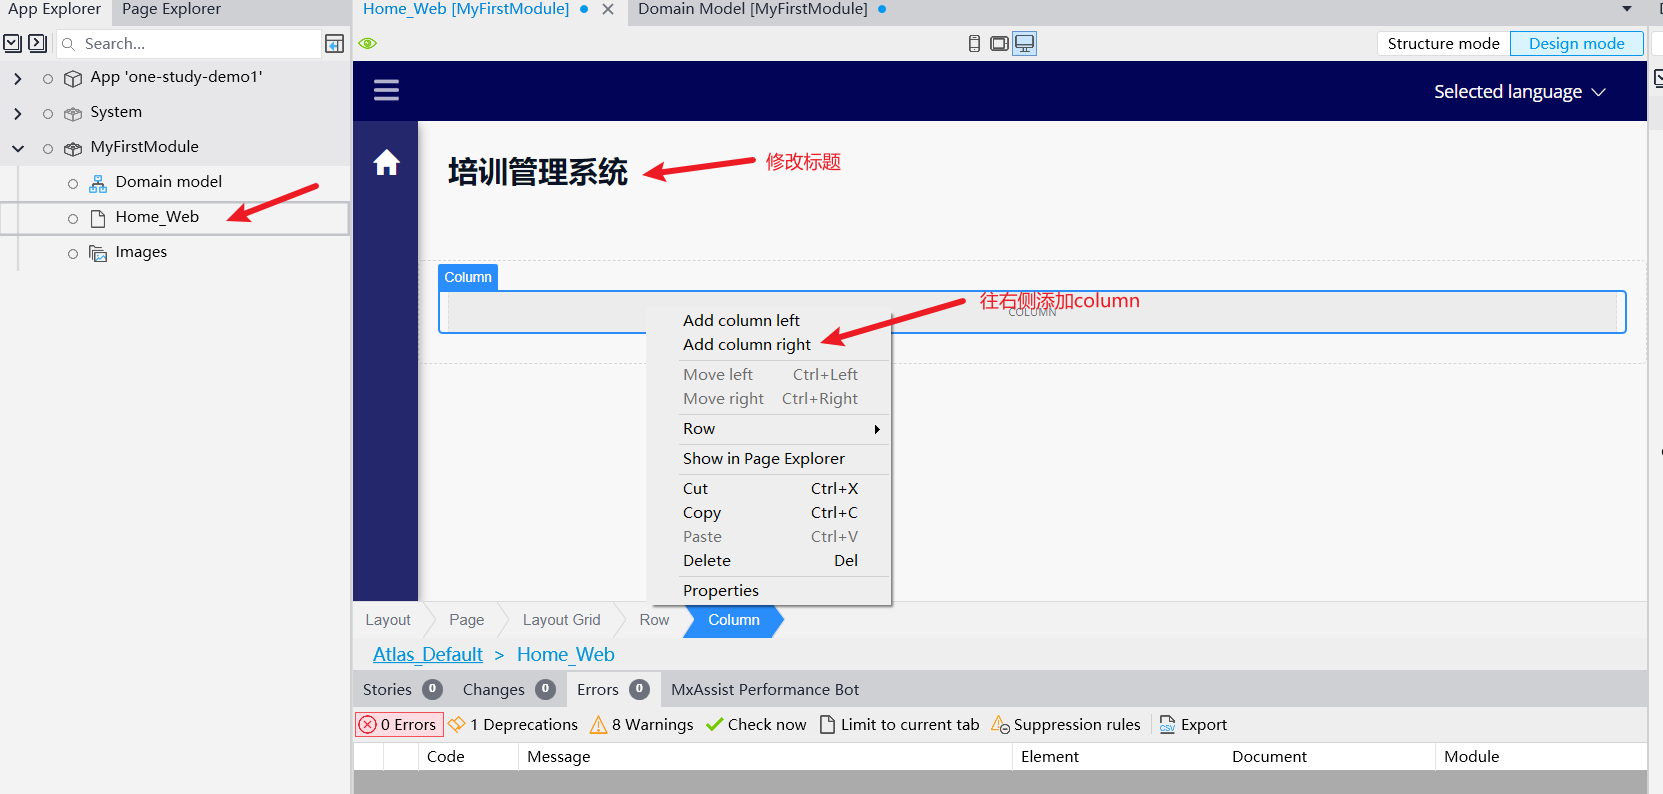 App Explorer
Page Explorer
Home_Web [MyFirstModule]
Domain Model [MyFirstModule]
Search...
Structure mode
Design mode
App 'one-study-demo1'
System
MyFirstModule
Domain model
Home_Web
Images
Selected language
培训管理系统
修改标题
Column
往右侧添加column
COLUMN
Add column left
Add column right
Move left Ctrl+Left
Move right Ctrl+Right
Row
Show in Page Explorer
Cut Ctrl+X
Copy Ctrl+C
Paste Ctrl+V
Delete Del
Properties
Layout
Page
Layout Grid
Row
Column
Atlas_Default > Home_Web
Stories 0
Changes 0
Errors 0
MxAssist Performance Bot
0 Errors
1 Deprecations
8 Warnings
Check now
Limit to current tab
Suppression rules
CSV
Export
Code
Message
Element
Document
Module